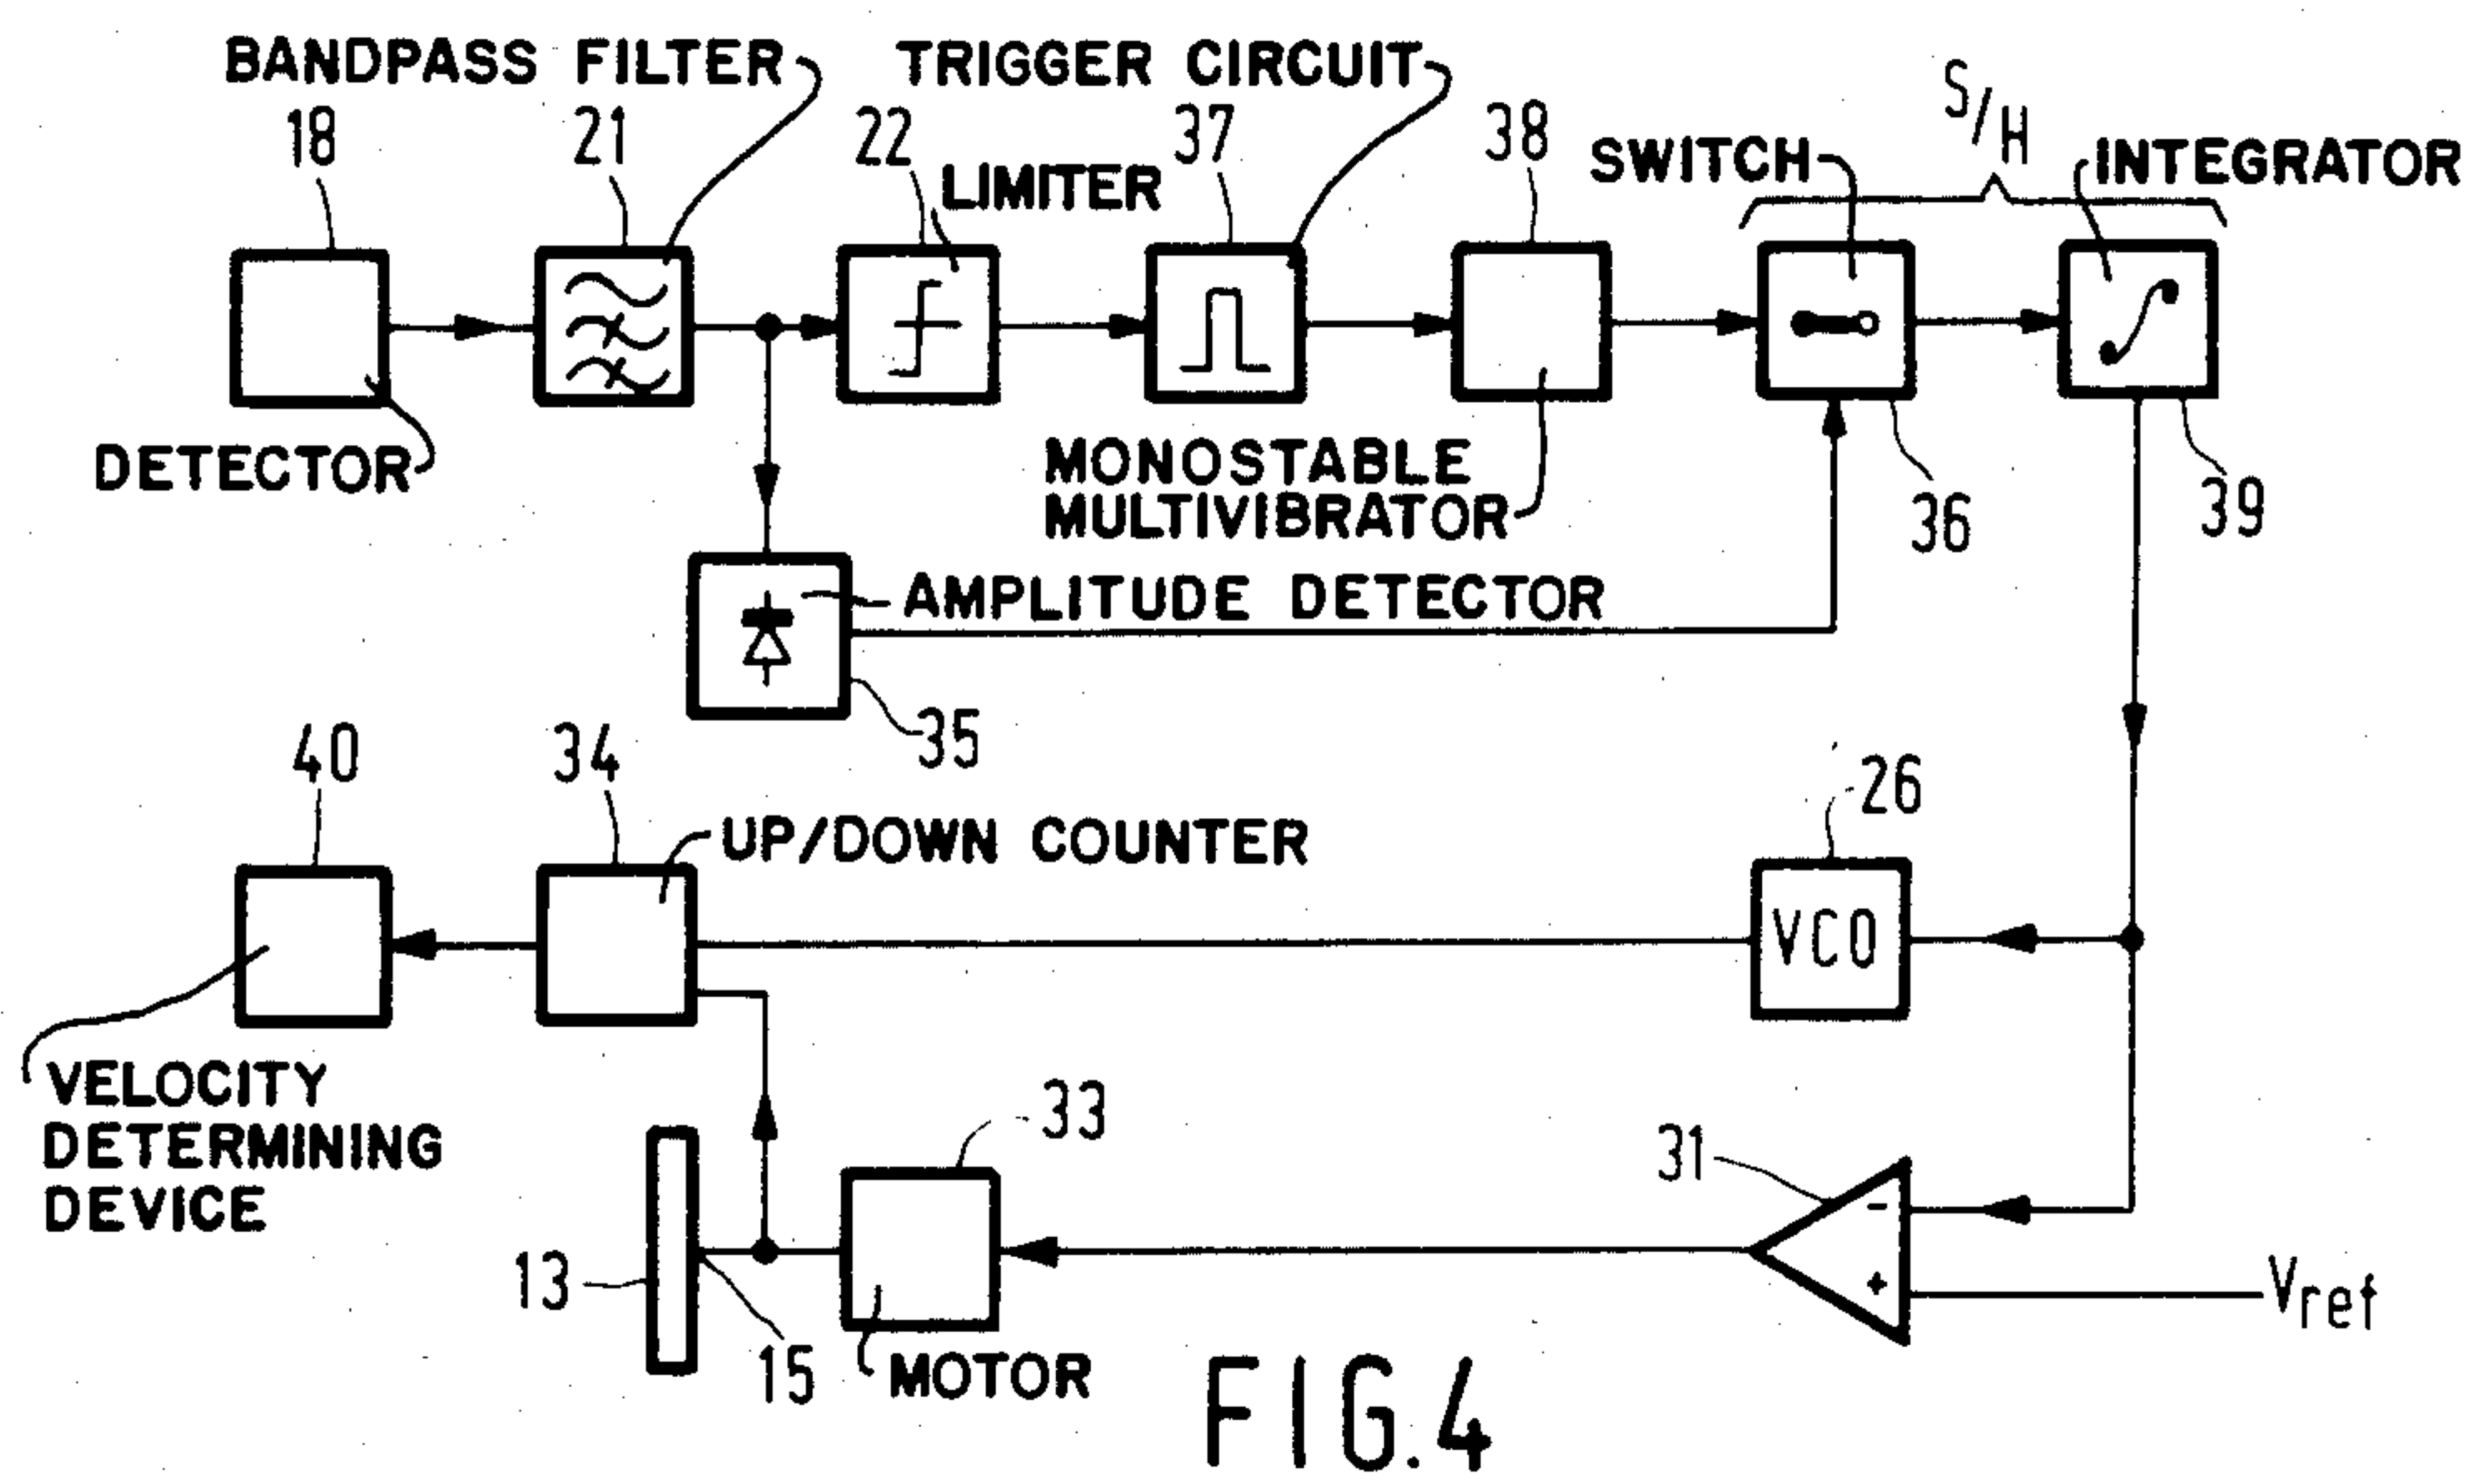 BANDPASS FILTER
TRIGGER CIRCUIT
18
21
22
LIMITER
37
38
SWITCH
S/H
INTEGRATOR
DETECTOR
MONOSTABLE
MULTIVIBRATOR
36
39
AMPLITUDE DETECTOR
35
40
34
UP/DOWN COUNTER
26
VCO
VELOCITY
DETERMINING
DEVICE
33
31
-
+
13
15
MOTOR
Vref
FIG.4